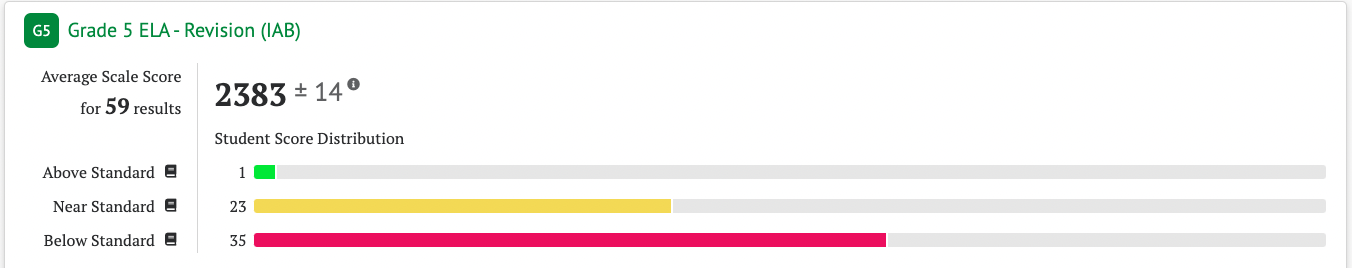 G5 Grade 5 ELA - Revision (IAB)
Average Scale Score
for 59 results
2383 ± 14
Student Score Distribution
Above Standard 1
Near Standard 23
Below Standard 35